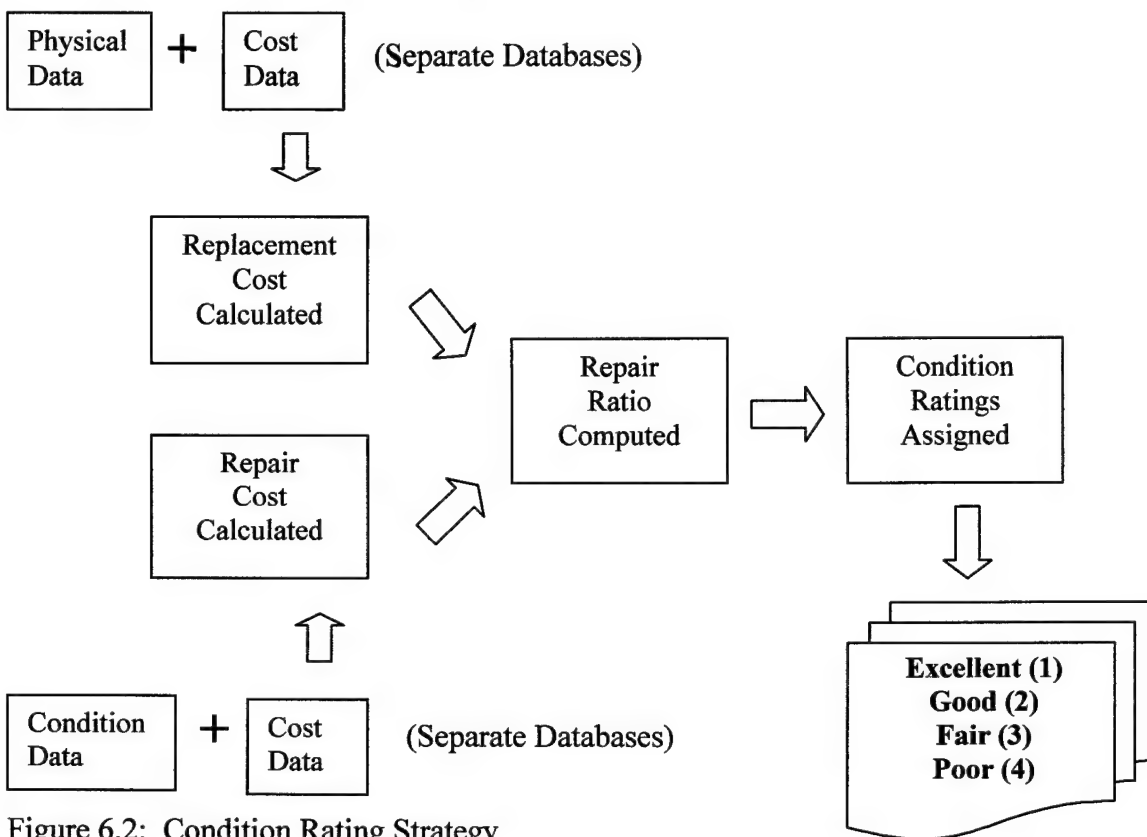 Physical
Data
+
Cost
Data
(Separate Databases)
Replacement
Cost
Calculated
Repair
Cost
Calculated
Repair
Ratio
Computed
Condition
Ratings
Assigned
Condition
Data
+
Cost
Data
(Separate Databases)
Excellent (1)
Good (2)
Fair (3)
Poor (4)
Figure 6.2: Condition Rating Strategy